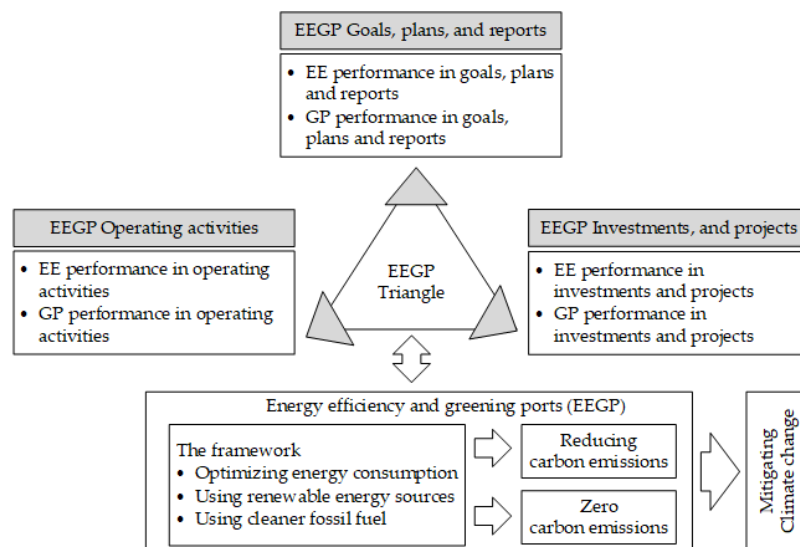 EEGP Goals, plans, and reports
• EE performance in goals, plans
and reports
• GP performance in goals,
plans and reports
EEGP Operating activities
• EE performance in operating
activities
• GP performance in operating
activities
EEGP
Triangle
EEGP Investments, and projects
• EE performance in
investments and projects
• GP performance in
investments and projects
Energy efficiency and greening ports (EEGP)
The framework
• Optimizing energy consumption
• Using renewable energy sources
• Using cleaner fossil fuel
Reducing
carbon emissions
Zero
carbon emissions
Mitigating
Climate change